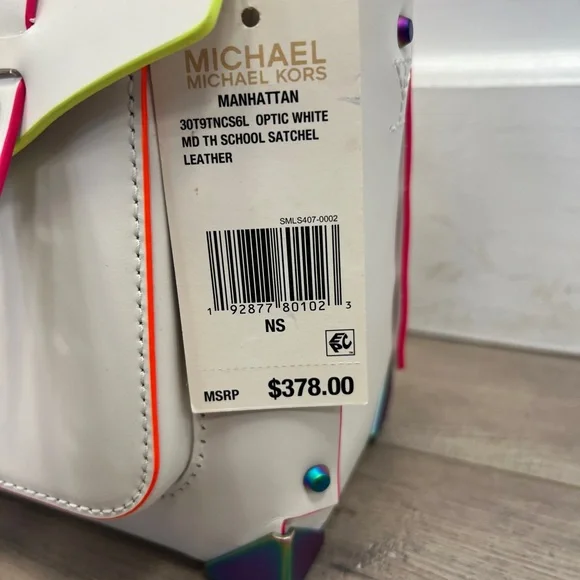 MICHAEL
MICHAEL KORS
MANHATTAN
30T9TNCS6L OPTIC WHITE
MD TH SCHOOL SATCHEL
LEATHER
SMLS407-0002
1 92877 80102 3
NS
MSRP $378.00